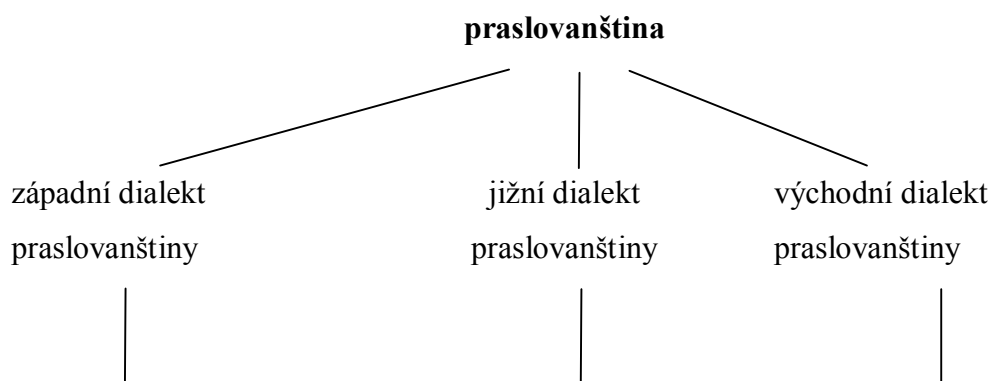 praslovanština
západní dialekt
praslovanštiny
jižní dialekt
praslovanštiny
východní dialekt
praslovanštiny